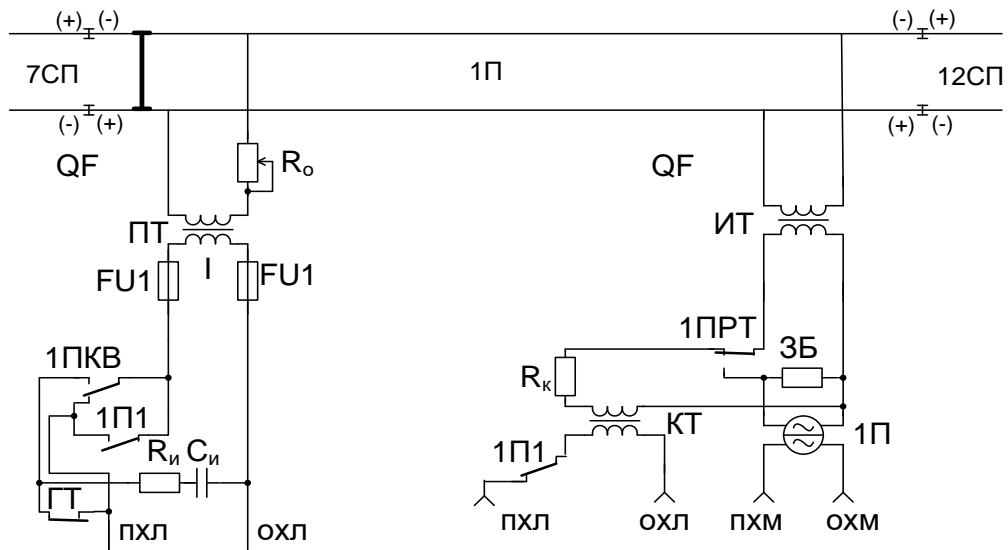 (+) (-) (-) (+)
7СП 1П 12СП
(-) (+) (+) (-)
QF Rо QF
ПТ ИТ
FU1 I FU1
1ПРТ
1ПКВ Rк ЗБ
1П1 КТ 1П
Rи Cи 1П1
ГТ
пхл охл пхм охм
пхл охл